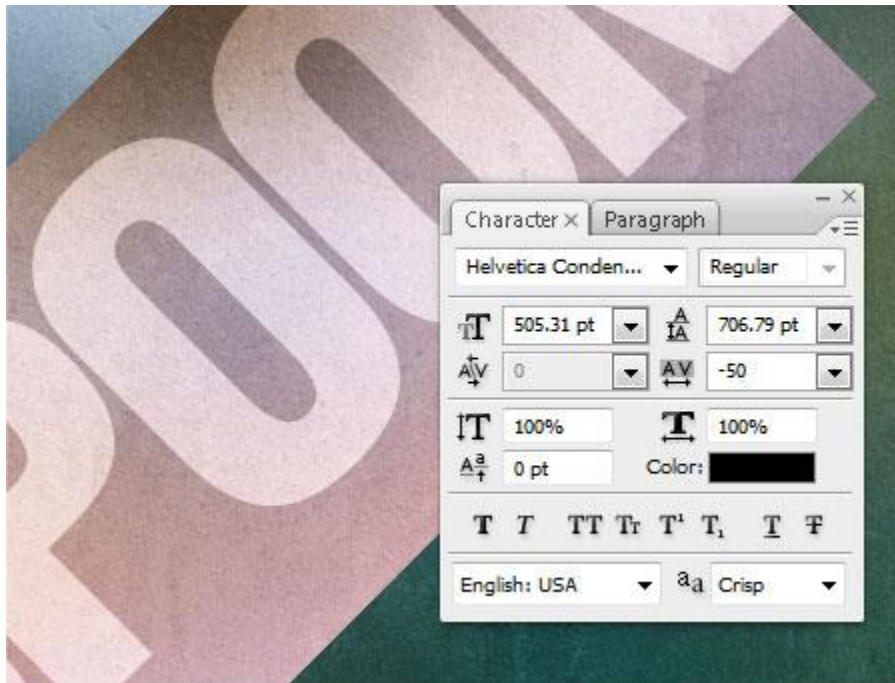 POON
Character × Paragraph
Helvetica Conden... Regular
505.31 pt 706.79 pt
0 -50
100% 100%
0 pt Color:
T T TT Tr T¹ T₁ T T
English: USA aa Crisp